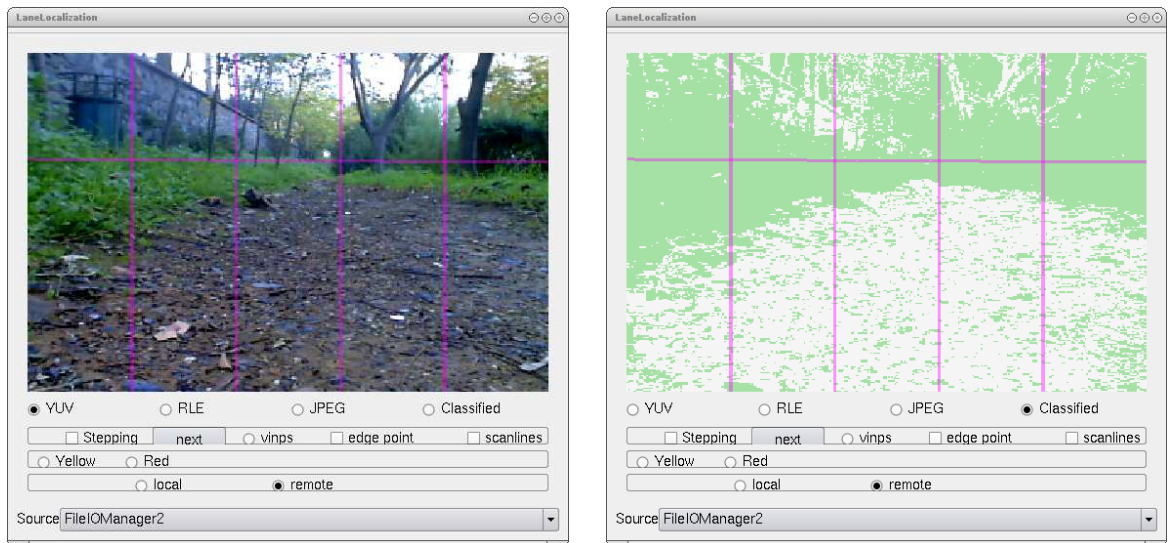 LaneLocalization
YUV RLE JPEG Classified
Stepping next vinps edge point scanlines
Yellow Red
local remote
Source FileIOManager2
LaneLocalization
YUV RLE JPEG Classified
Stepping next vinps edge point scanlines
Yellow Red
local remote
Source FileIOManager2